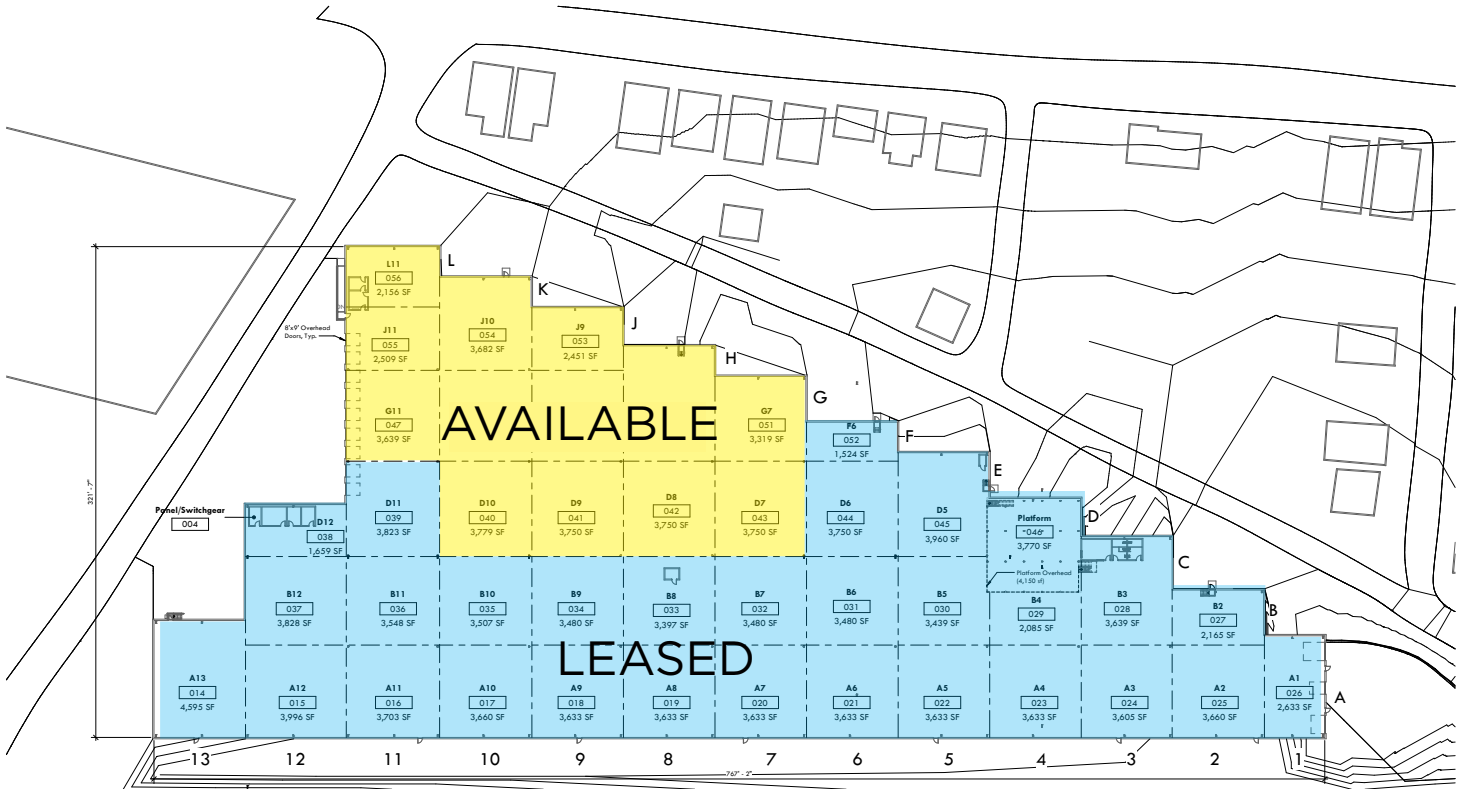 L
L11
056
2,156 SF
K
8'x9' Overhead
Doors, Typ.
J11
055
2,509 SF
J10
054
3,682 SF
J9
053
2,451 SF
J
H
G
G11
047
3,639 SF
AVAILABLE
G7
051
3,319 SF
F6
052
1,524 SF
F
E
321' - 7"
Panel/Switchgear
004
D12
038
1,659 SF
D11
039
3,823 SF
D10
040
3,779 SF
D9
041
3,750 SF
D8
042
3,750 SF
D7
043
3,750 SF
D6
044
3,750 SF
D5
045
3,960 SF
Platform
046
3,770 SF
D
C
Platform Overhead
(4,150 sf)
B12
037
3,828 SF
B11
036
3,548 SF
B10
035
3,507 SF
B9
034
3,480 SF
B8
033
3,397 SF
B7
032
3,480 SF
B6
031
3,480 SF
B5
030
3,439 SF
B4
029
2,085 SF
B3
028
3,639 SF
B2
027
2,165 SF
B
LEASED
A13
014
4,595 SF
A12
015
3,996 SF
A11
016
3,703 SF
A10
017
3,660 SF
A9
018
3,633 SF
A8
019
3,633 SF
A7
020
3,633 SF
A6
021
3,633 SF
A5
022
3,633 SF
A4
023
3,633 SF
A3
024
3,605 SF
A2
025
3,660 SF
A1
026
2,633 SF
A
13 12 11 10 9 8 7 6 5 4 3 2 1
767' - 2"